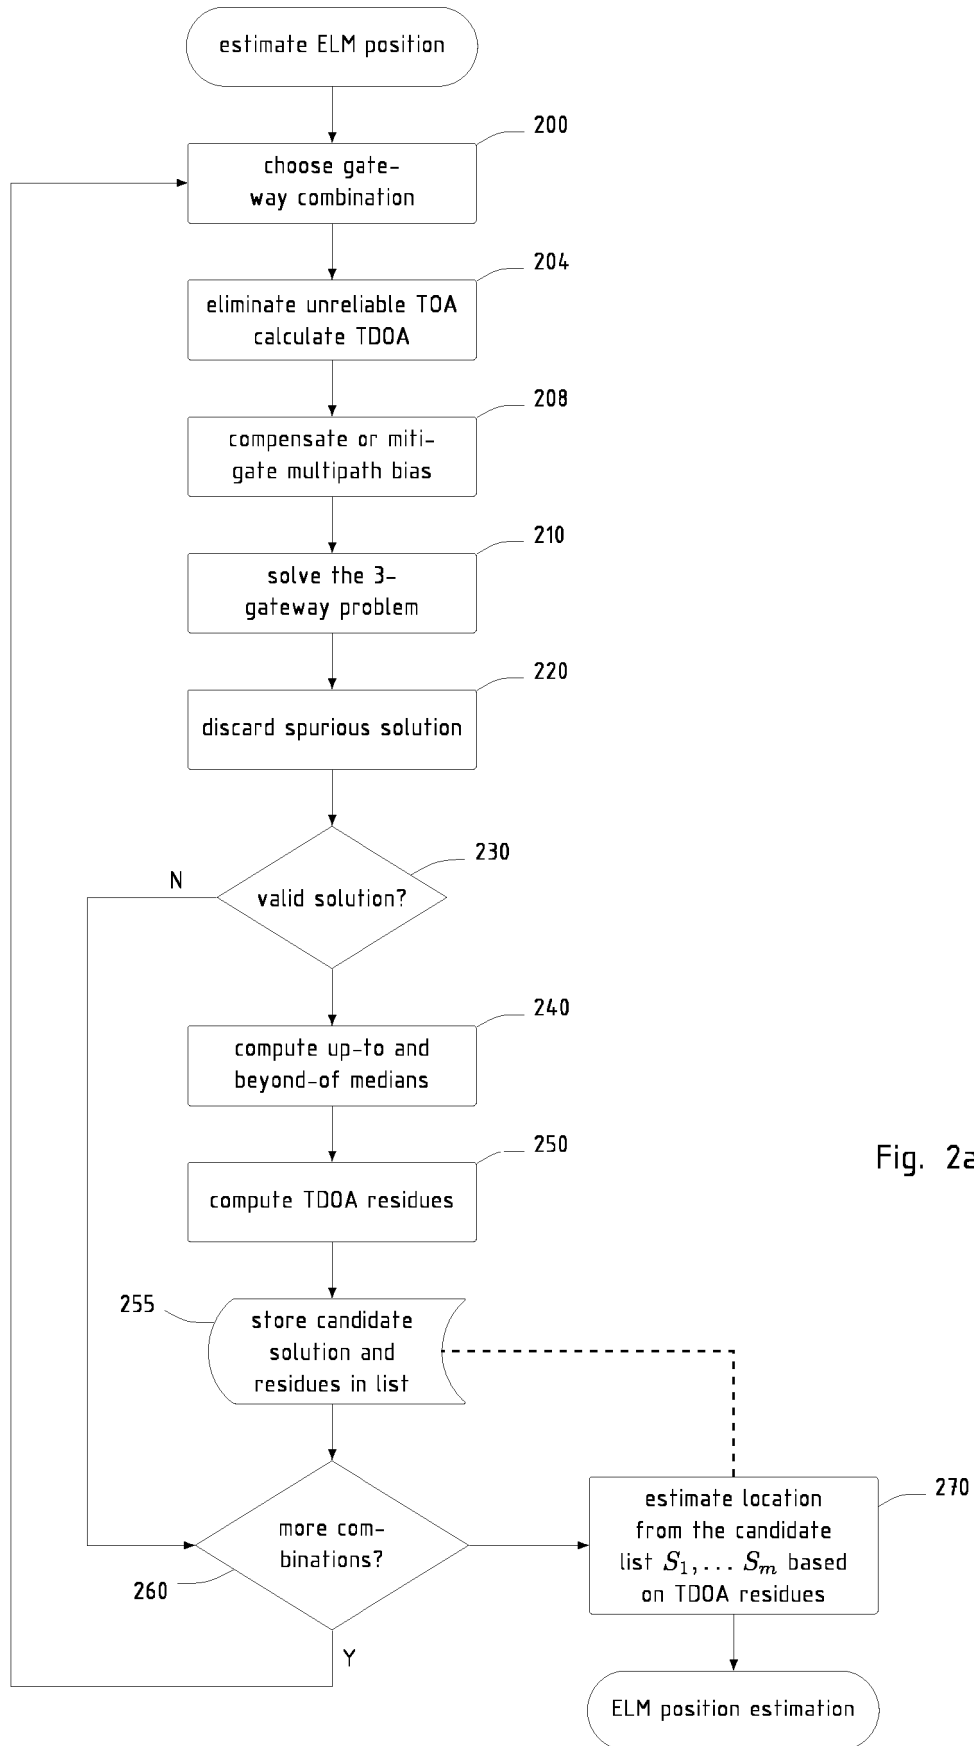 estimate ELM position
200
choose gate-
way combination
204
eliminate unreliable TOA
calculate TDOA
208
compensate or miti-
gate multipath bias
210
solve the 3-
gateway problem
220
discard spurious solution
230
N
valid solution?
240
compute up-to and
beyond-of medians
250
Fig. 2a
compute TDOA residues
255
store candidate
solution and
residues in list
270
estimate location
from the candidate
list S₁,... Sₘ based
on TDOA residues
more com-
binations?
260
Y
ELM position estimation